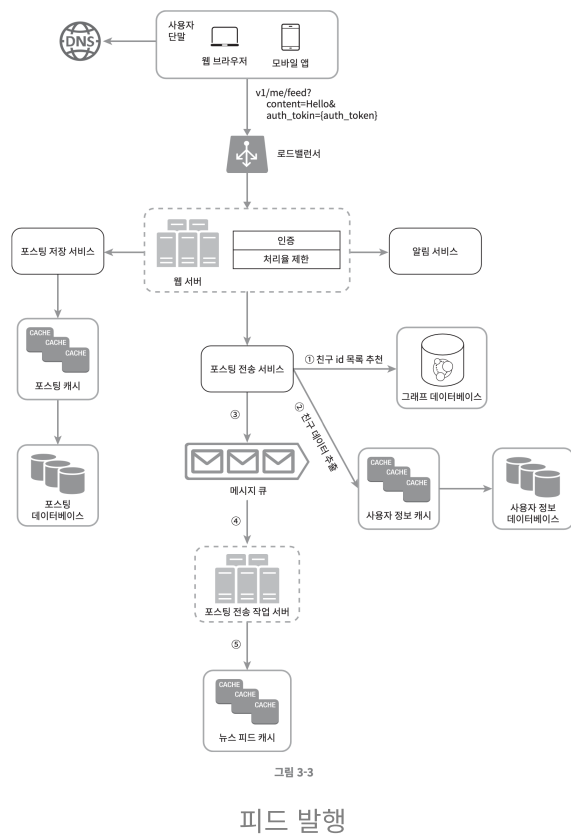 사용자
단말
DNS
웹 브라우저
모바일 앱
v1/me/feed?
content=Hello&
auth_tokin={auth_token}
로드밸런서
포스팅 저장 서비스
인증
처리율 제한
웹 서버
알림 서비스
CACHE
CACHE
CACHE
포스팅 캐시
포스팅 전송 서비스
① 친구 id 목록 추천
그래프 데이터베이스
② 친구 데이터 추출
③
포스팅
데이터베이스
메시지 큐
CACHE
CACHE
CACHE
사용자 정보 캐시
사용자 정보
데이터베이스
④
포스팅 전송 작업 서버
⑤
CACHE
CACHE
CACHE
뉴스 피드 캐시
그림 3-3
피드 발행